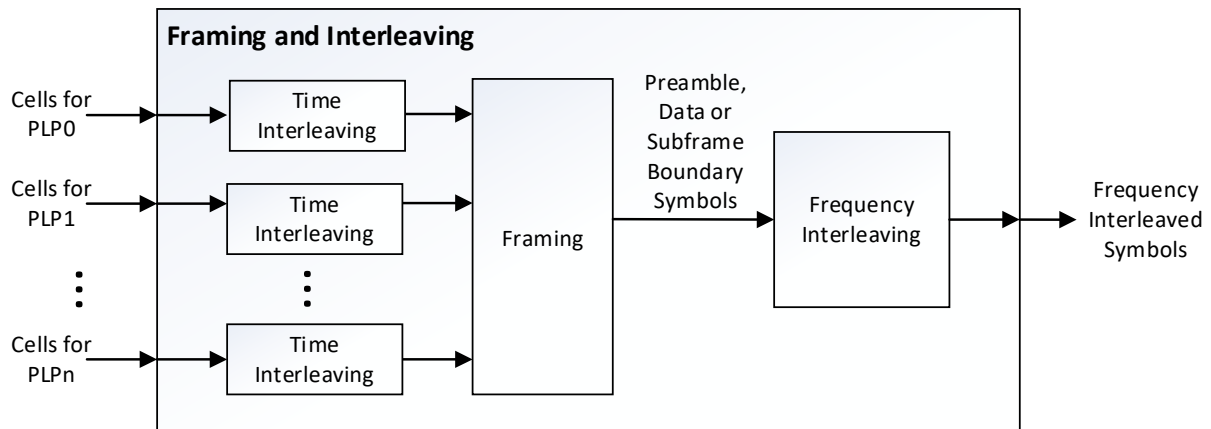 Framing and Interleaving
Cells for
PLP0
Time
Interleaving
Cells for
PLP1
Time
Interleaving
Cells for
PLPn
Time
Interleaving
Framing
Preamble,
Data or
Subframe
Boundary
Symbols
Frequency
Interleaving
Frequency
Interleaved
Symbols